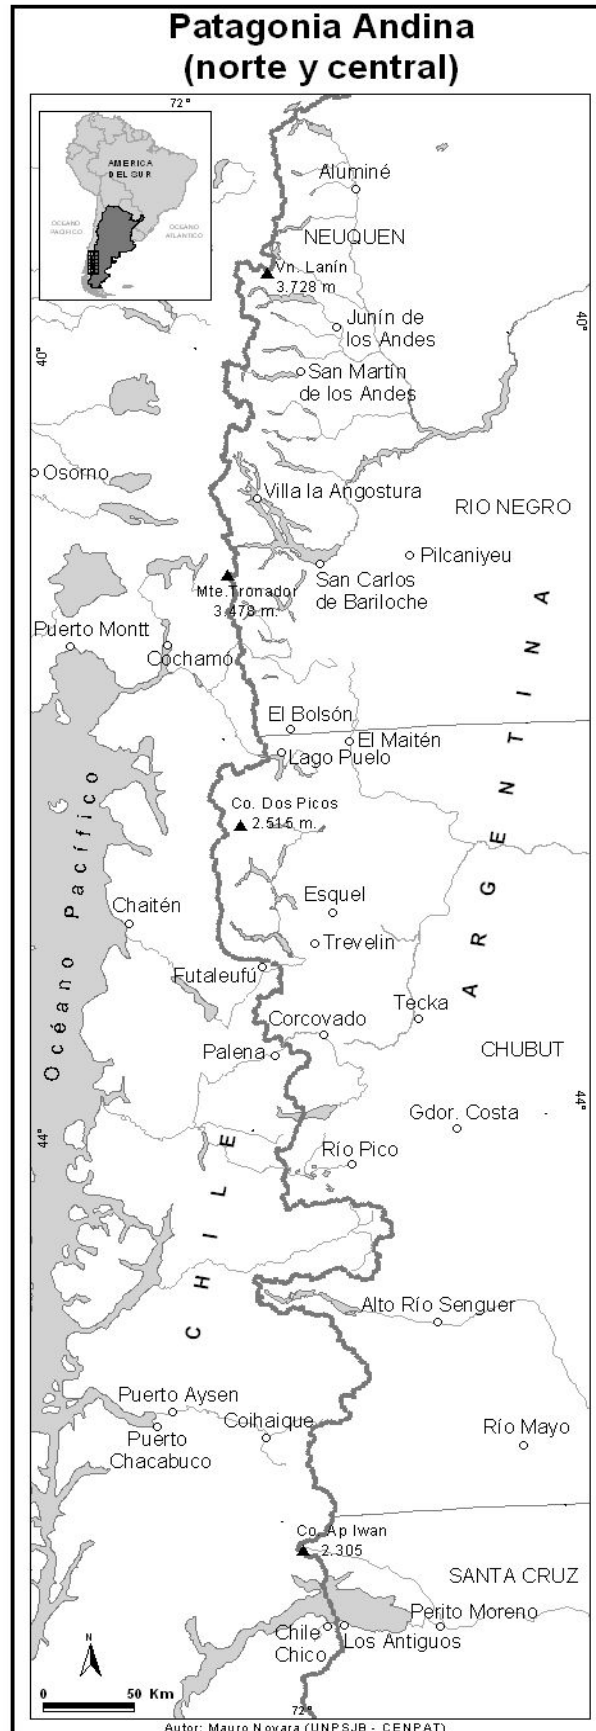 Patagonia Andina
(norte y central)
72°
AMERICA
DEL SUR
OCEANO
PACIFICO
OCEANO
ATLANTICO
Aluminé
NEUQUEN
Vn. Lanín
3.728 m
40°
40°
Junín de
los Andes
San Martín
de los Andes
Osorno
Villa la Angostura
RIO NEGRO
Pilcaniyeu
San Carlos
de Bariloche
Mte.Tronador
3.478 m.
Puerto Montt
Cochamó
El Bolsón
El Maitén
Lago Puelo
ARGENTINA
Océano Pacífico
Co. Dos Picos
2.515 m.
Esquel
Chaitén
Trevelin
Futaleufú
Tecka
Corcovado
Palena
CHUBUT
44°
44°
Gdor. Costa
Río Pico
CHILE
Alto Río Senguer
Puerto Aysen
Coihaique
Puerto
Chacabuco
Río Mayo
Co. Ap Iwan
2.305
SANTA CRUZ
Perito Moreno
Chile
Chico
Los Antiguos
N
0 50 Km
72°
Autor: Mauro Novara (UNPSJB - CENPAT)